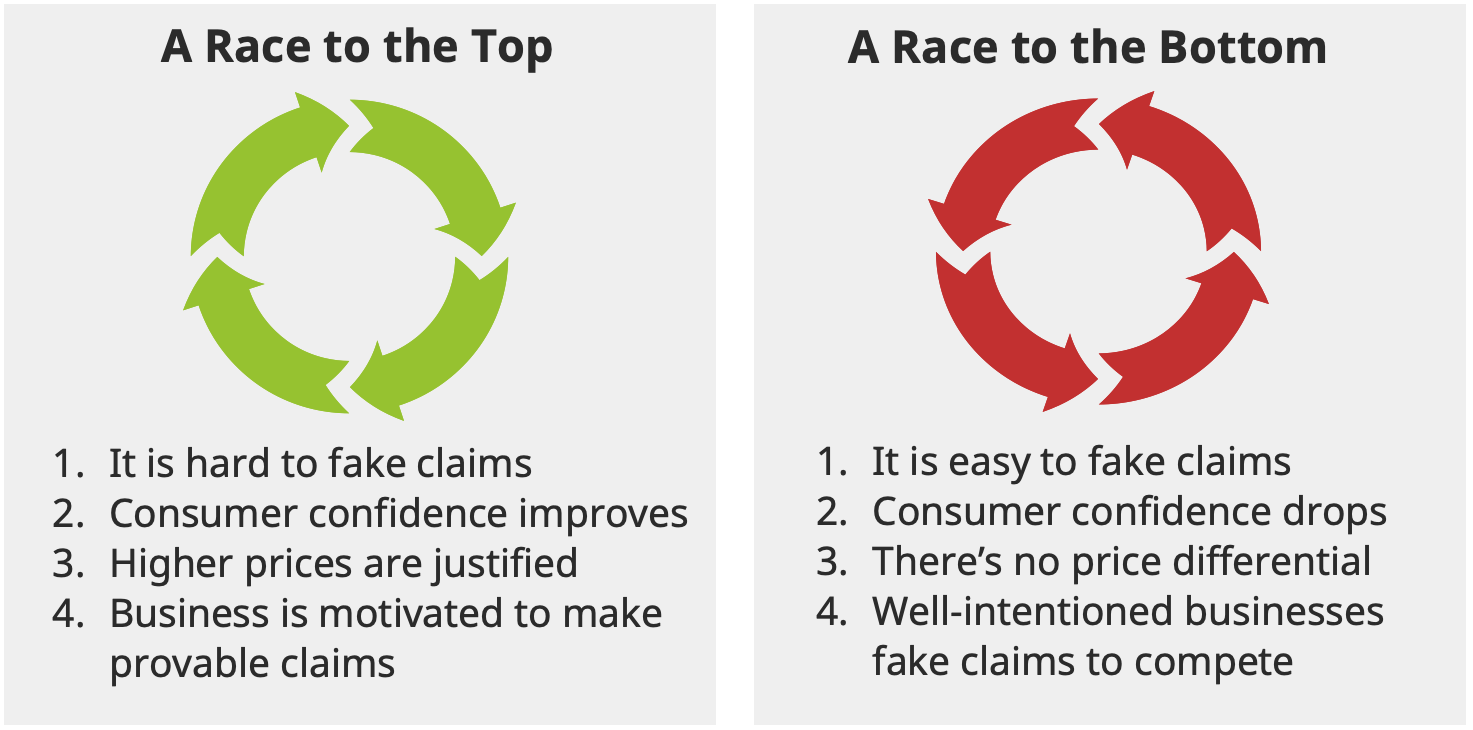 A Race to the Top
1. It is hard to fake claims
2. Consumer confidence improves
3. Higher prices are justified
4. Business is motivated to make
provable claims
A Race to the Bottom
1. It is easy to fake claims
2. Consumer confidence drops
3. There’s no price differential
4. Well-intentioned businesses
fake claims to compete